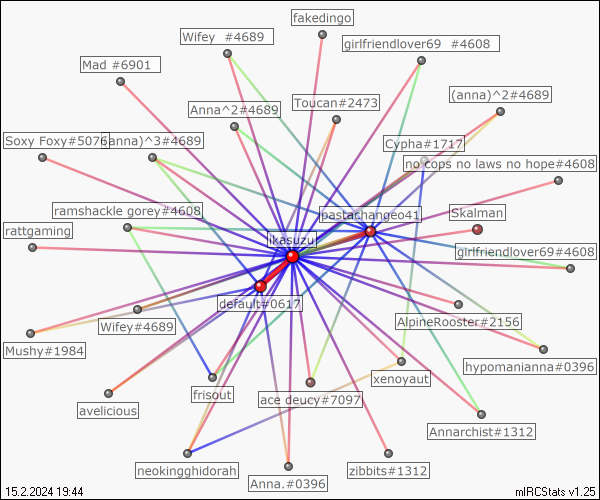 fakedingo
Wifey #4689
girlfriendlover69 #4608
Mad #6901
(anna)^2#4689
Toucan#2473
Anna^2#4689
Soxy Foxy#5076
(anna)^3#4689
Cypha#1717
no cops no laws no hope#4608
ramshackle gorey#4608
pastachangeo41
Skalman
rattgaming
ikasuzu
girlfriendlover69#4608
default#0617
Wifey#4689
AlpineRooster#2156
Mushy#1984
hypomanianna#0396
xenoyaut
frisout
ace deucy#7097
avelicious
Annarchist#1312
neokingghidorah
zibbits#1312
Anna.#0396
15.2.2024 19:44
mIRCStats v1.25